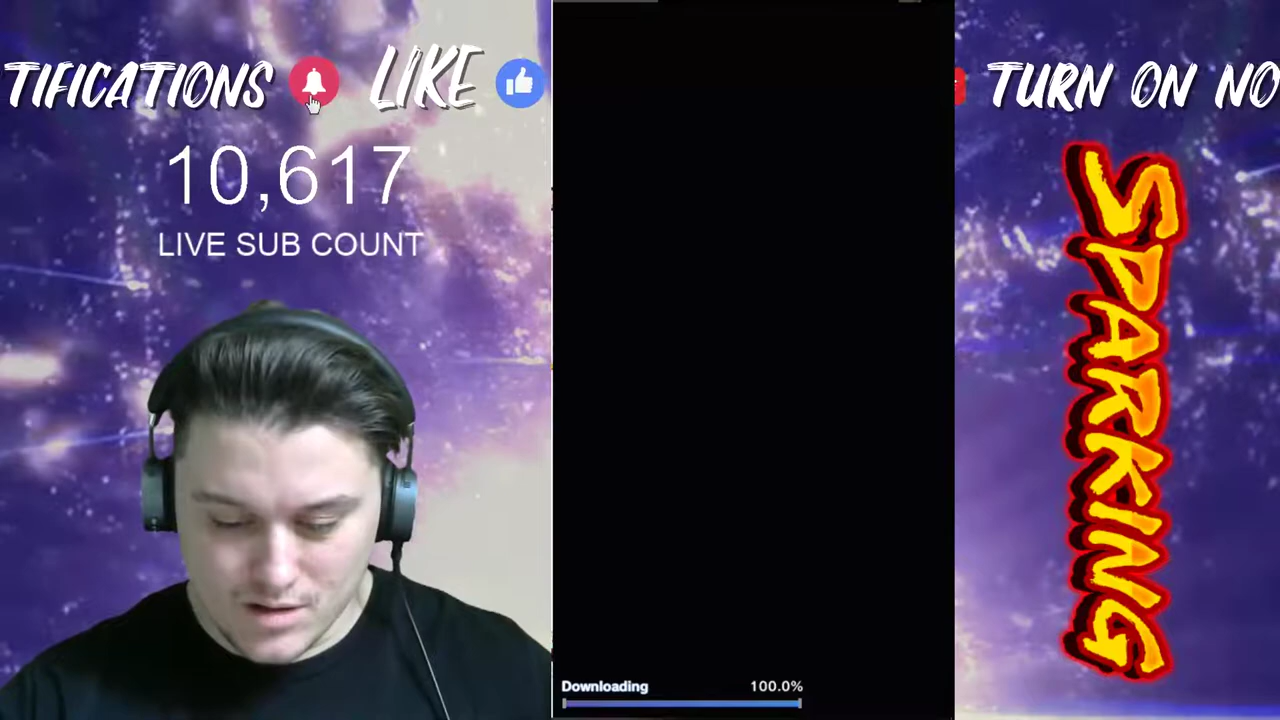 TIFICATIONS LIKE
10,617
LIVE SUB COUNT
Downloading 100.0%
TURN ON NO
SPARKING